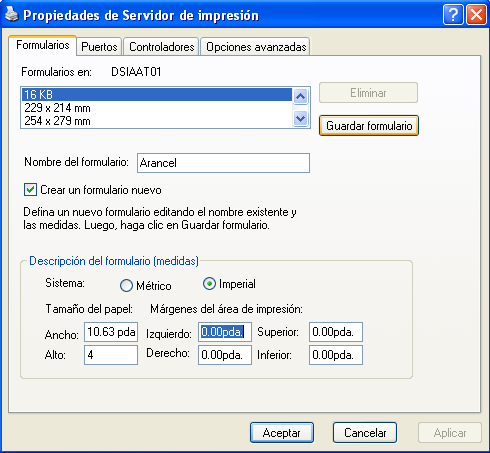 Propiedades de Servidor de impresión
Formularios Puertos Controladores Opciones avanzadas
Formularios en: DSIAAT01
16 KB
229 x 214 mm
254 x 279 mm
Eliminar
Guardar formulario
Nombre del formulario: Arancel
Crear un formulario nuevo
Defina un nuevo formulario editando el nombre existente y
las medidas. Luego, haga clic en Guardar formulario.
Descripción del formulario (medidas)
Sistema: Métrico Imperial
Tamaño del papel: Márgenes del área de impresión:
Ancho: 10.63 pda Izquierdo: 0.00pda. Superior: 0.00pda.
Alto: 4 Derecho: 0.00pda. Inferior: 0.00pda.
Aceptar Cancelar Aplicar